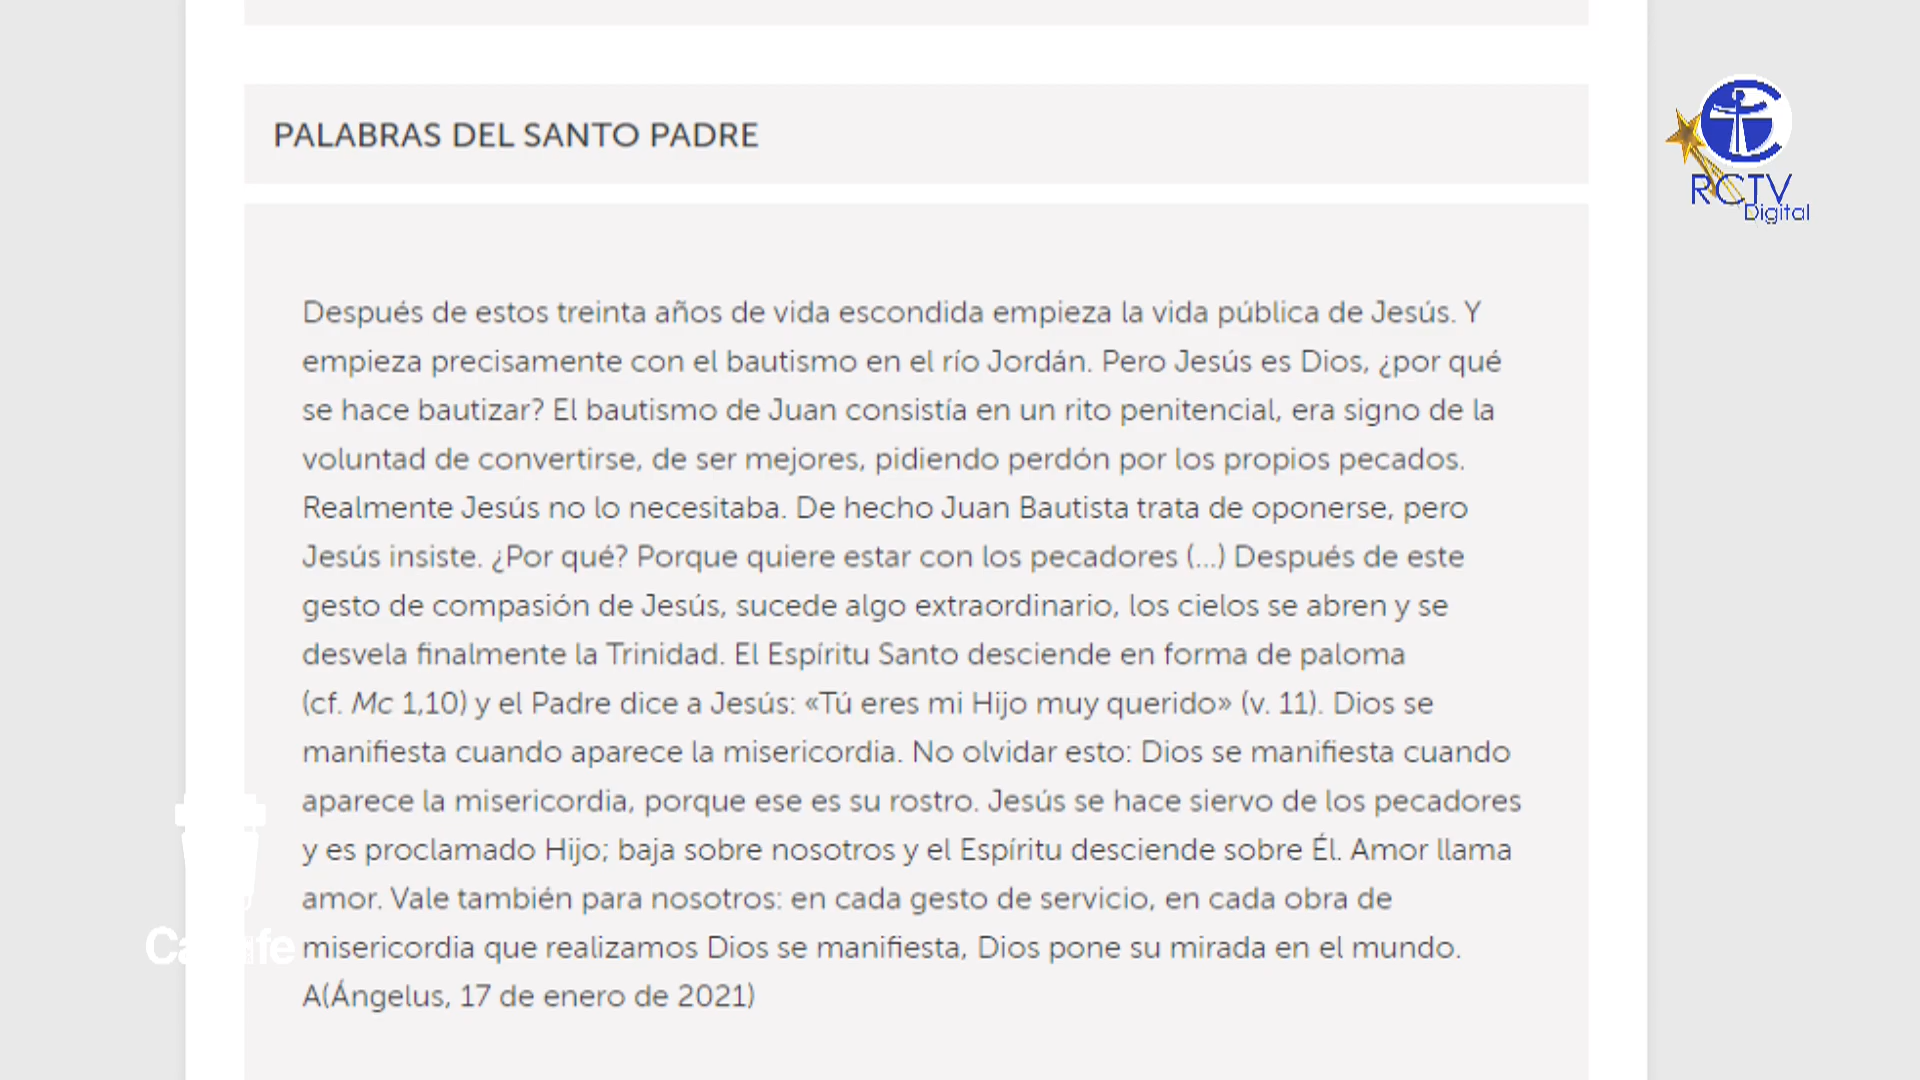 PALABRAS DEL SANTO PADRE
RCTV
Digital
Después de estos treinta años de vida escondida empieza la vida pública de Jesús. Y
empieza precisamente con el bautismo en el río Jordán. Pero Jesús es Dios, ¿por qué
se hace bautizar? El bautismo de Juan consistía en un rito penitencial, era signo de la
voluntad de convertirse, de ser mejores, pidiendo perdón por los propios pecados.
Realmente Jesús no lo necesitaba. De hecho Juan Bautista trata de oponerse, pero
Jesús insiste. ¿Por qué? Porque quiere estar con los pecadores (...) Después de este
gesto de compasión de Jesús, sucede algo extraordinario, los cielos se abren y se
desvela finalmente la Trinidad. El Espíritu Santo desciende en forma de paloma
(cf. Mc 1,10) y el Padre dice a Jesús: «Tú eres mi Hijo muy querido» (v. 11). Dios se
manifiesta cuando aparece la misericordia. No olvidar esto: Dios se manifiesta cuando
aparece la misericordia, porque ese es su rostro. Jesús se hace siervo de los pecadores
y es proclamado Hijo; baja sobre nosotros y el Espíritu desciende sobre Él. Amor llama
amor. Vale también para nosotros: en cada gesto de servicio, en cada obra de
misericordia que realizamos Dios se manifiesta, Dios pone su mirada en el mundo.
A(Ángelus, 17 de enero de 2021)